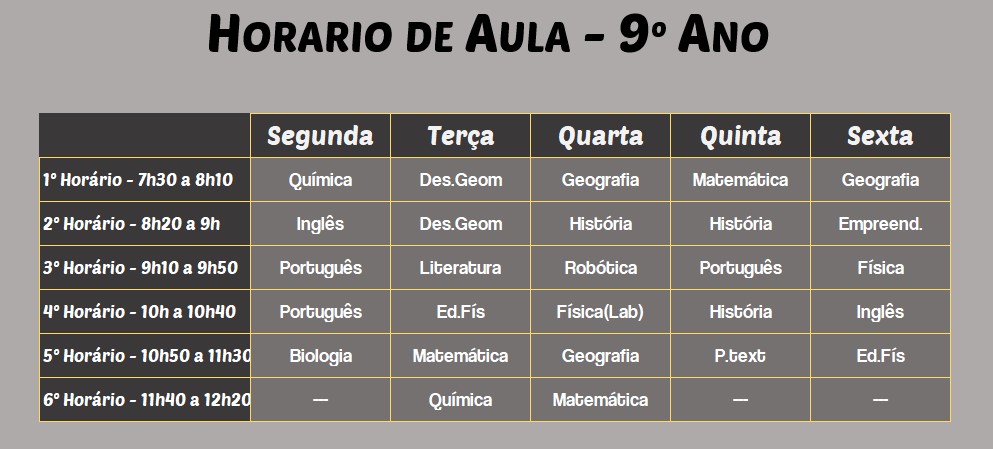 Horario de Aula - 9º Ano
Segunda Terça Quarta Quinta Sexta
1º Horário - 7h30 a 8h10 Química Des.Geom Geografia Matemática Geografia
2º Horário - 8h20 a 9h Inglês Des.Geom História História Empreend.
3º Horário - 9h10 a 9h50 Português Literatura Robótica Português Física
4º Horário - 10h a 10h40 Português Ed.Fís Física(Lab) História Inglês
5º Horário - 10h50 a 11h30 Biologia Matemática Geografia P.text Ed.Fís
6º Horário - 11h40 a 12h20 — Química Matemática — —